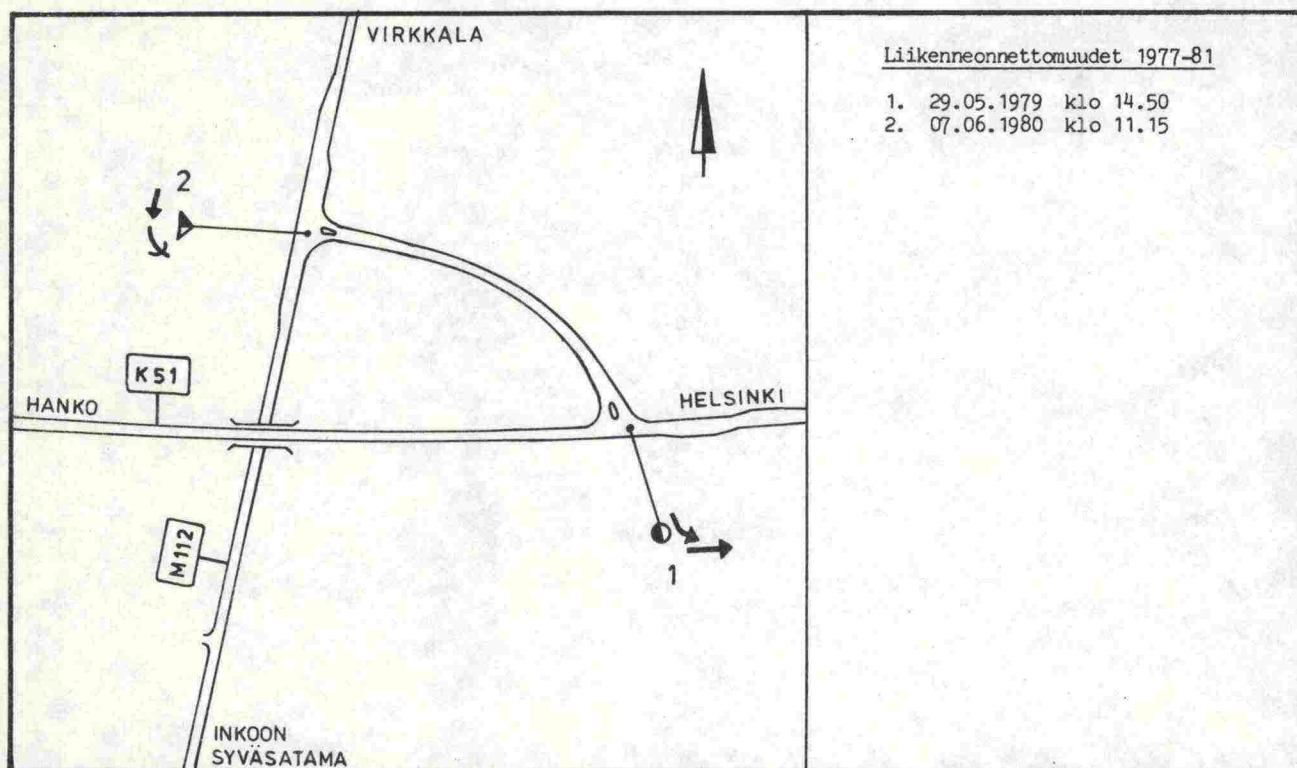 VIRKKALA
Liikenneonnettomuudet 1977-81
1. 29.05.1979 klo 14.50
2. 07.06.1980 klo 11.15
2
K51
HANKO
HELSINKI
M112
1
INKOON
SYVÄSATAMA